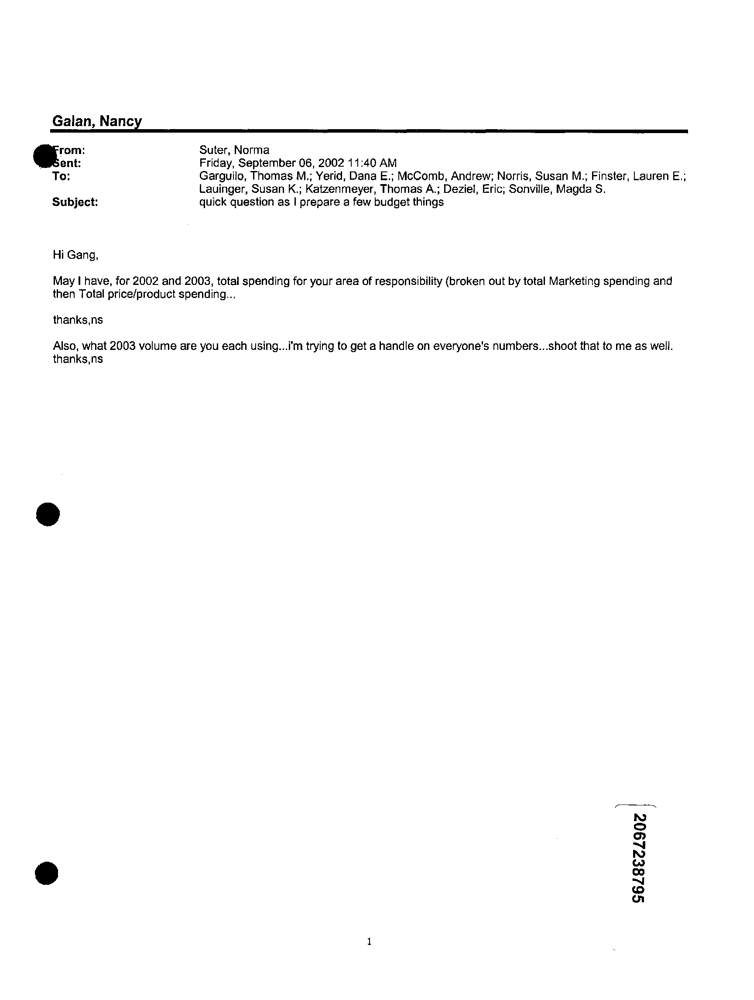 Galan, Nancy
From: Suter, Norma
Sent: Friday, September 06, 2002 11:40 AM
To: Garguilo, Thomas M.; Yerid, Dana E.; McComb, Andrew; Norris, Susan M.; Finster, Lauren E.;
Lauinger, Susan K.; Katzenmeyer, Thomas A.; Deziel, Eric; Sonville, Magda S.
Subject: quick question as I prepare a few budget things
Hi Gang,
May I have, for 2002 and 2003, total spending for your area of responsibility (broken out by total Marketing spending and
then Total price/product spending...
thanks,ns
Also, what 2003 volume are you each using...i'm trying to get a handle on everyone's numbers...shoot that to me as well.
thanks,ns
2067238795
1